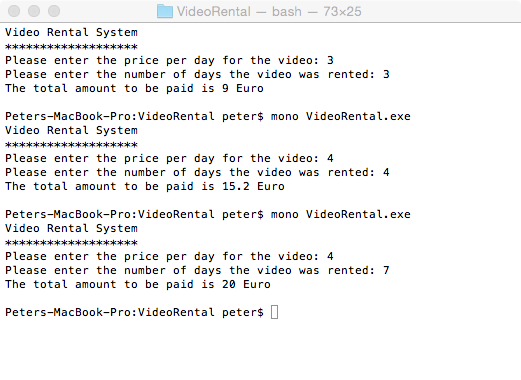 VideoRental — bash — 73×25
Video Rental System
*******************
Please enter the price per day for the video: 3
Please enter the number of days the video was rented: 3
The total amount to be paid is 9 Euro
Peters-MacBook-Pro:VideoRental peter$ mono VideoRental.exe
Video Rental System
*******************
Please enter the price per day for the video: 4
Please enter the number of days the video was rented: 4
The total amount to be paid is 15.2 Euro
Peters-MacBook-Pro:VideoRental peter$ mono VideoRental.exe
Video Rental System
*******************
Please enter the price per day for the video: 4
Please enter the number of days the video was rented: 7
The total amount to be paid is 20 Euro
Peters-MacBook-Pro:VideoRental peter$